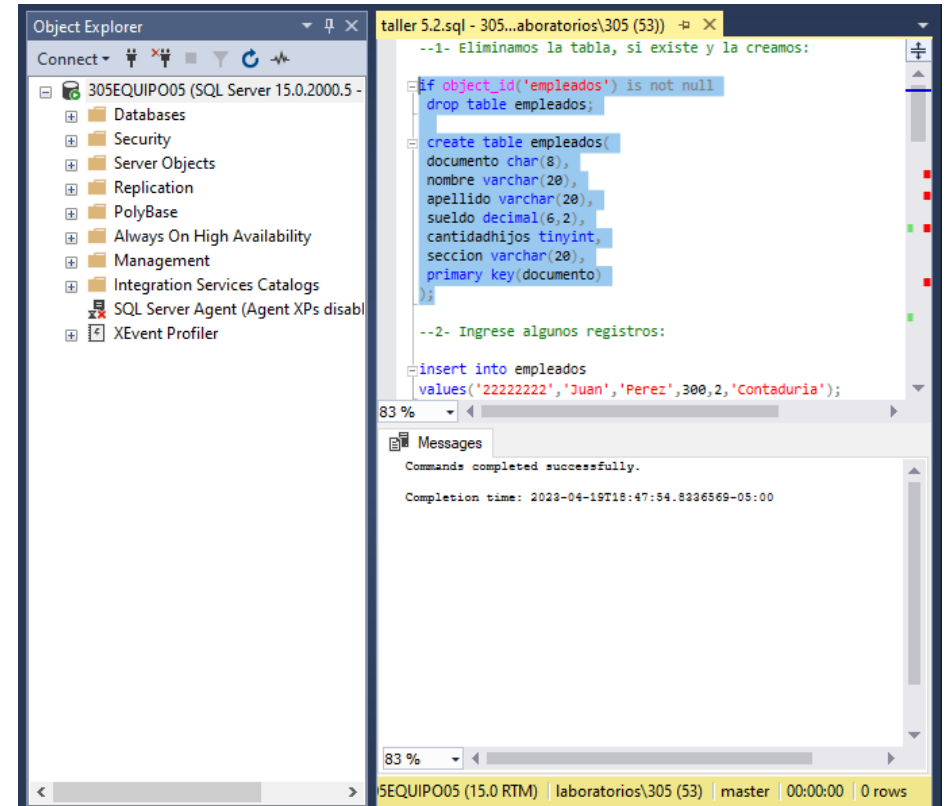 Object Explorer
Connect
305EQUIPO05 (SQL Server 15.0.2000.5 -
Databases
Security
Server Objects
Replication
PolyBase
Always On High Availability
Management
Integration Services Catalogs
SQL Server Agent (Agent XPs disabl
XEvent Profiler
taller 5.2.sql - 305...aboratorios\305 (53))
--1- Eliminamos la tabla, si existe y la creamos:
if object_id('empleados') is not null
drop table empleados;
create table empleados(
documento char(8),
nombre varchar(20),
apellido varchar(20),
sueldo decimal(6,2),
cantidadhijos tinyint,
seccion varchar(20),
primary key(documento)
);
--2- Ingrese algunos registros:
insert into empleados
values('22222222','Juan','Perez',300,2,'Contaduria');
83 %
Messages
Commands completed successfully.
Completion time: 2023-04-19T18:47:54.8336569-05:00
83 %
5EQUIPO05 (15.0 RTM) laboratorios\305 (53) master 00:00:00 0 rows